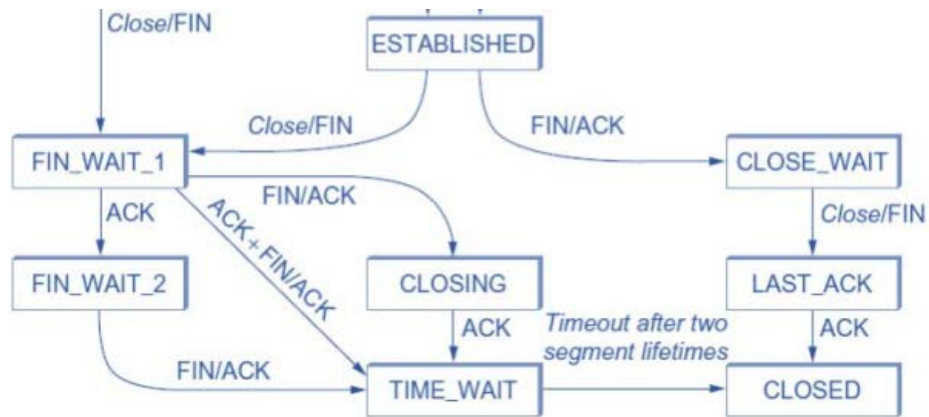 Close/FIN
ESTABLISHED
Close/FIN
FIN/ACK
FIN_WAIT_1
CLOSE_WAIT
FIN/ACK
ACK
ACK + FIN/ACK
Close/FIN
FIN_WAIT_2
CLOSING
LAST_ACK
ACK
Timeout after two
segment lifetimes
ACK
FIN/ACK
TIME_WAIT
CLOSED